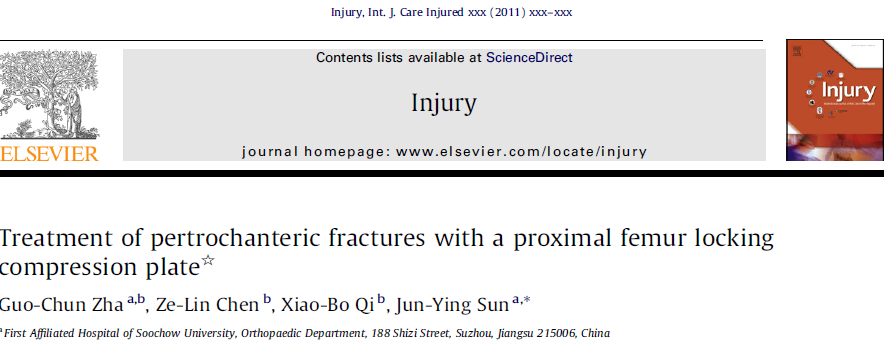 Injury, Int. J. Care Injured xxx (2011) xxx–xxx
Contents lists available at ScienceDirect
Injury
journal homepage: www.elsevier.com/locate/injury
ELSEVIER
Injury
Treatment of pertrochanteric fractures with a proximal femur locking
compression plate☆
Guo-Chun Zha a,b, Ze-Lin Chen b, Xiao-Bo Qi b, Jun-Ying Sun a,*
a First Affiliated Hospital of Soochow University, Orthopaedic Department, 188 Shizi Street, Suzhou, Jiangsu 215006, China